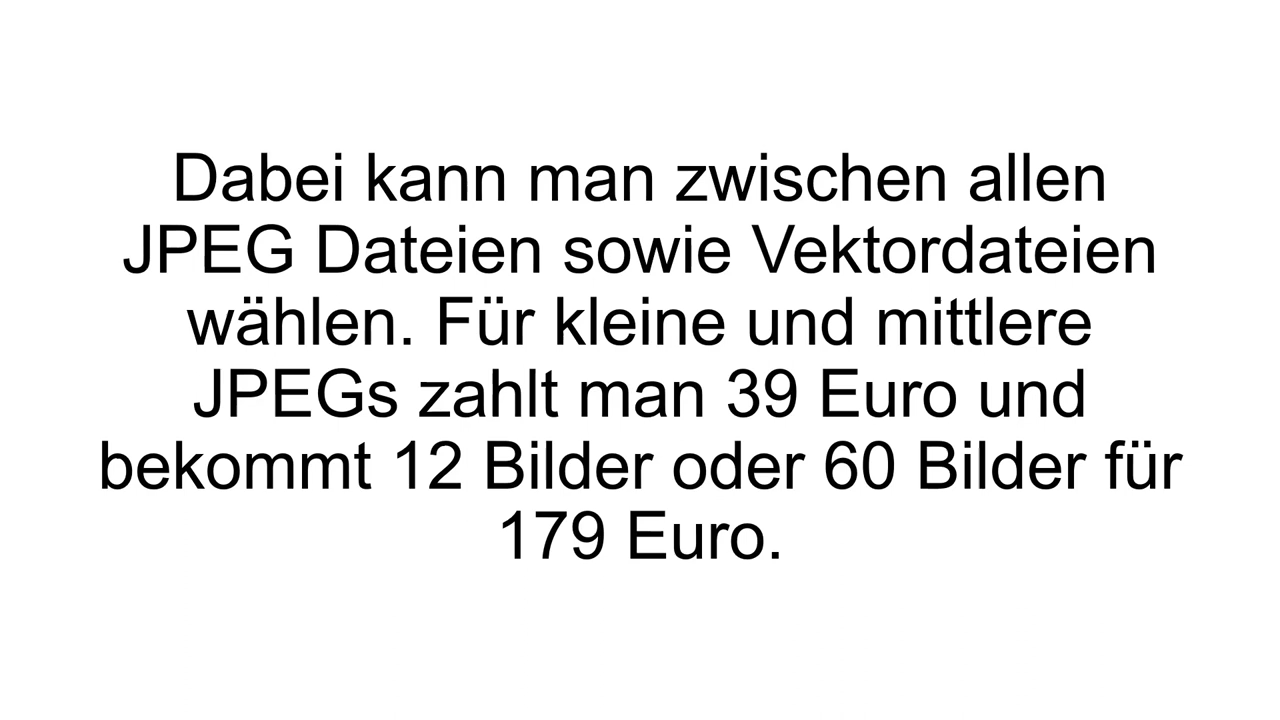 Dabei kann man zwischen allen
JPEG Dateien sowie Vektordateien
wählen. Für kleine und mittlere
JPEGs zahlt man 39 Euro und
bekommt 12 Bilder oder 60 Bilder für
179 Euro.